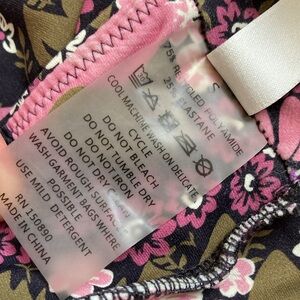 S
75% RECYCLED POLYAMIDE
25% ELASTANE
COOL MACHINE WASH ON DELICATE
CYCLE
DO NOT BLEACH
DO NOT TUMBLE DRY
DO NOT IRON
DO NOT DRY CLEAN
AVOID ROUGH SURFACES
WASH GARMENT BAGS WHERE
POSSIBLE
USE MILD DETERGENT
RN 150890
MADE IN CHINA